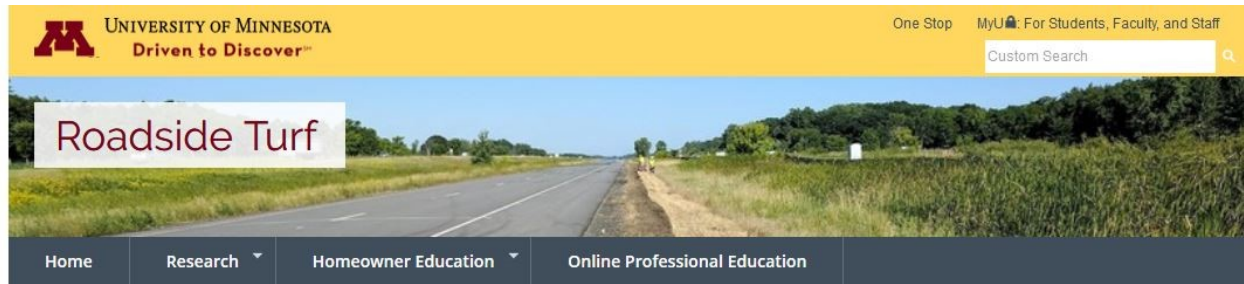 UNIVERSITY OF MINNESOTA
Driven to Discover℠
One Stop MyU: For Students, Faculty, and Staff
Custom Search
Roadside Turf
Home Research Homeowner Education Online Professional Education